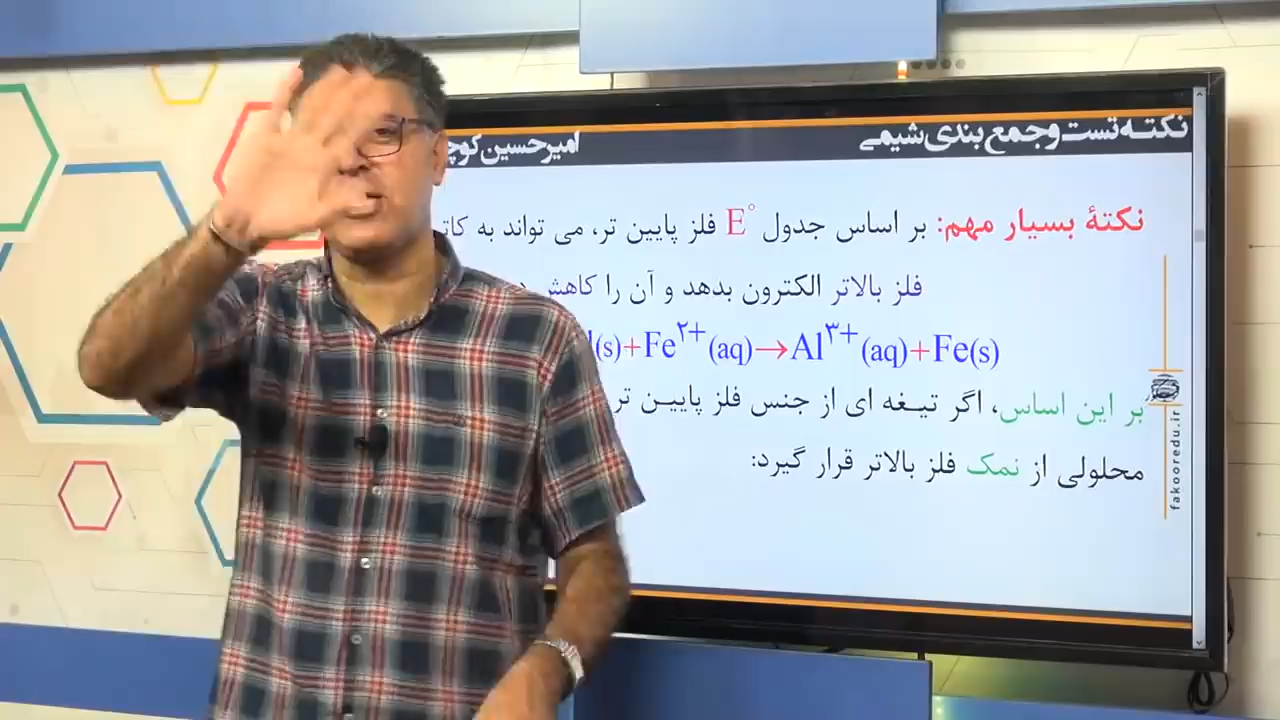 نکته تست و جمع بندی شیمی
امیرحسین
نکتهٔ بسیار مهم: بر اساس جدول E° فلز پایین تر، می تواند به
فلز بالاتر الکترون بدهد و آن را کاهش
(s)+Fe²⁺(aq)→Al³⁺(aq)+Fe(s)
بر این اساس، اگر تیغه ای از جنس فلز پایین تر
محلولی از نمک فلز بالاتر قرار گیرد:
fakooredu.ir